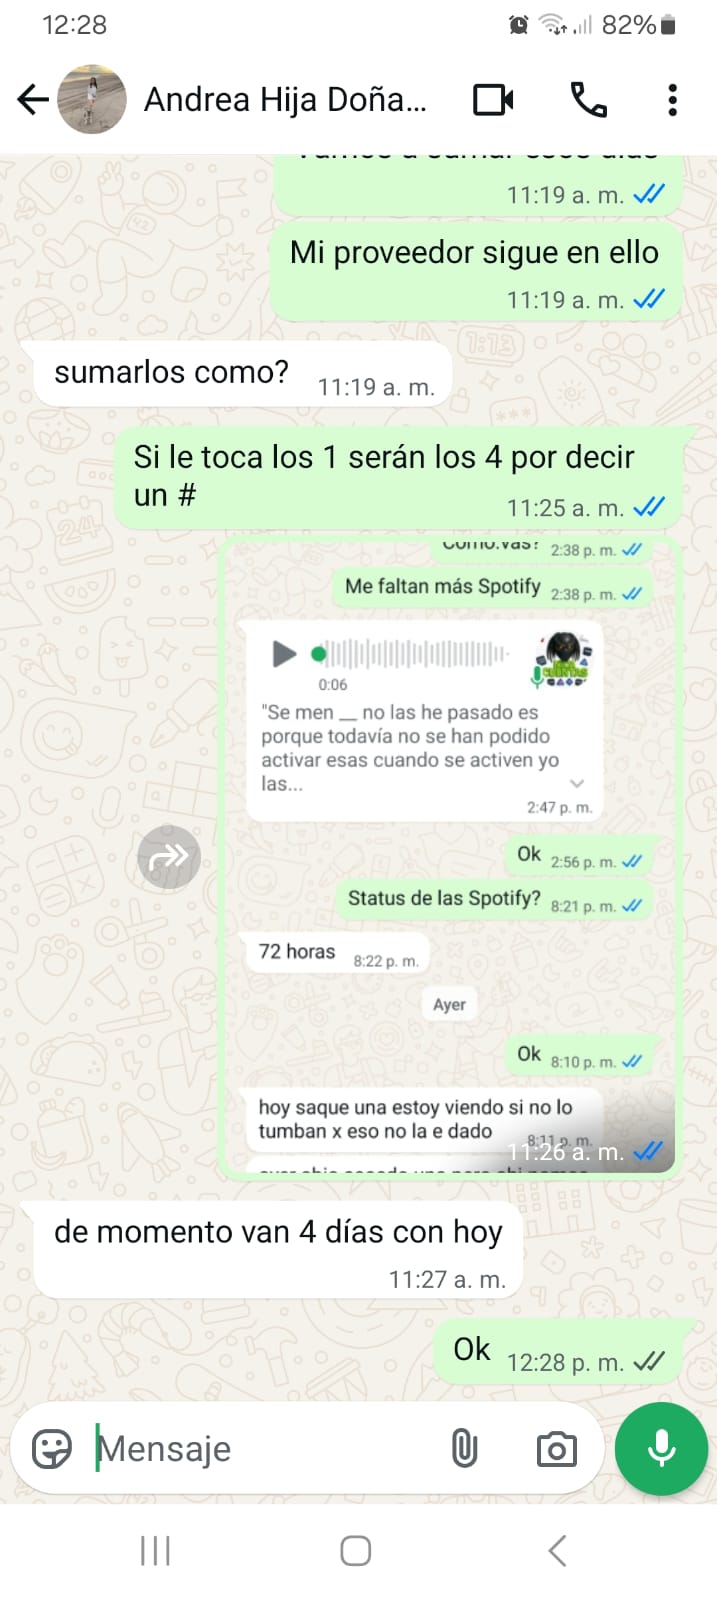 12:28
82%
Andrea Hija Doña...
11:19 a. m.
Mi proveedor sigue en ello
11:19 a. m.
sumarlos como?
11:19 a. m.
Si le toca los 1 serán los 4 por decir
un #
11:25 a. m.
2:38 p. m.
Me faltan más Spotify
2:38 p. m.
0:06
"Se men __ no las he pasado es
porque todavía no se han podido
activar esas cuando se activen yo
las...
2:47 p. m.
Ok
2:56 p. m.
Status de las Spotify?
8:21 p. m.
72 horas
8:22 p. m.
Ayer
Ok
8:10 p. m.
hoy saque una estoy viendo si no lo
tumban x eso no la e dado
8:11 p. m.
11:26 a. m.
de momento van 4 días con hoy
11:27 a. m.
Ok
12:28 p. m.
Mensaje